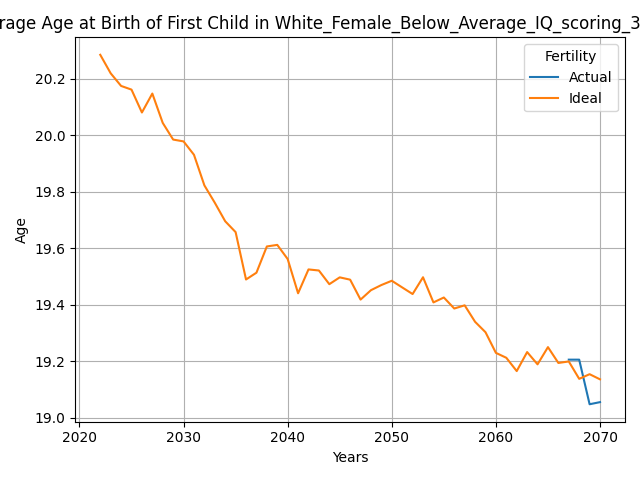 rage Age at Birth of First Child in White_Female_Below_Average_IQ_scoring_3
Fertility
Actual
Ideal
20.2
20.0
19.8
19.6
19.4
19.2
19.0
Age
2020 2030 2040 2050 2060 2070
Years